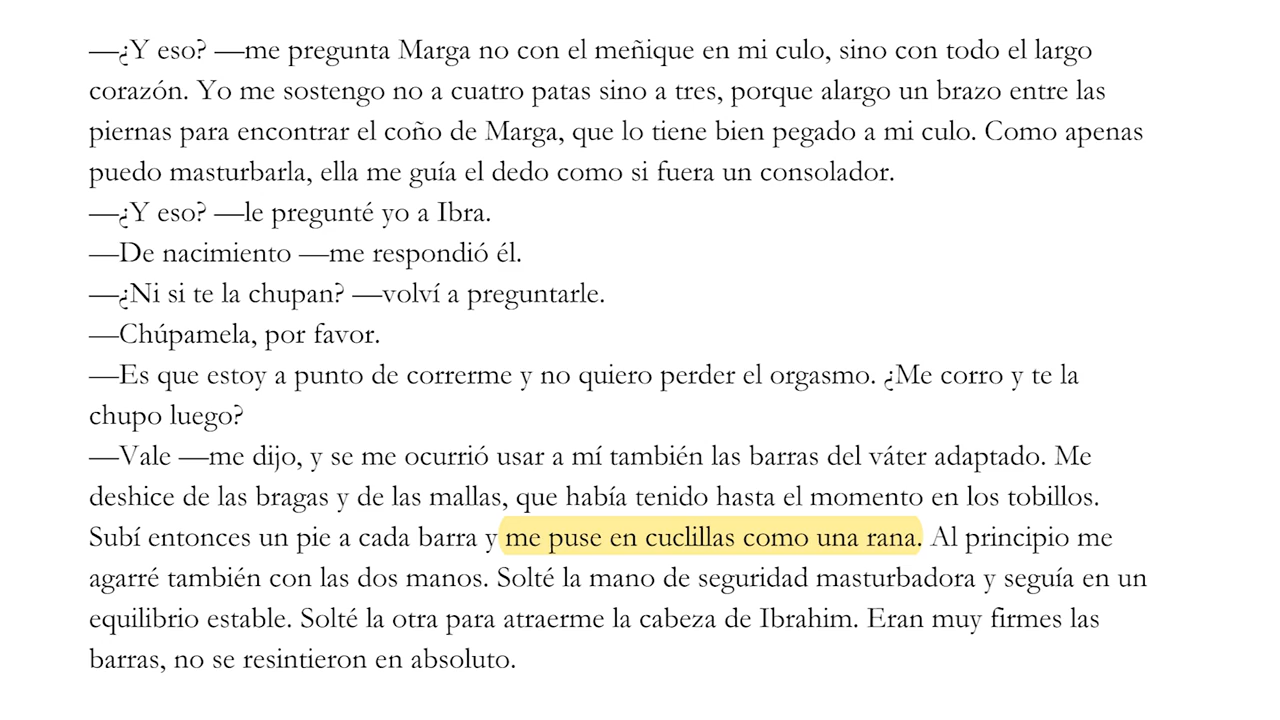 —¿Y eso? —me pregunta Marga no con el meñique en mi culo, sino con todo el largo
corazón. Yo me sostengo no a cuatro patas sino a tres, porque alargo un brazo entre las
piernas para encontrar el coño de Marga, que lo tiene bien pegado a mi culo. Como apenas
puedo masturbarla, ella me guía el dedo como si fuera un consolador.
—¿Y eso? —le pregunté yo a Ibra.
—De nacimiento —me respondió él.
—¿Ni si te la chupan? —volví a preguntarle.
—Chúpamela, por favor.
—Es que estoy a punto de correrme y no quiero perder el orgasmo. ¿Me corro y te la
chupo luego?
—Vale —me dijo, y se me ocurrió usar a mí también las barras del váter adaptado. Me
deshice de las bragas y de las mallas, que había tenido hasta el momento en los tobillos.
Subí entonces un pie a cada barra y me puse en cuclillas como una rana. Al principio me
agarré también con las dos manos. Solté la mano de seguridad masturbadora y seguía en un
equilibrio estable. Solté la otra para atraerme la cabeza de Ibrahim. Eran muy firmes las
barras, no se resintieron en absoluto.